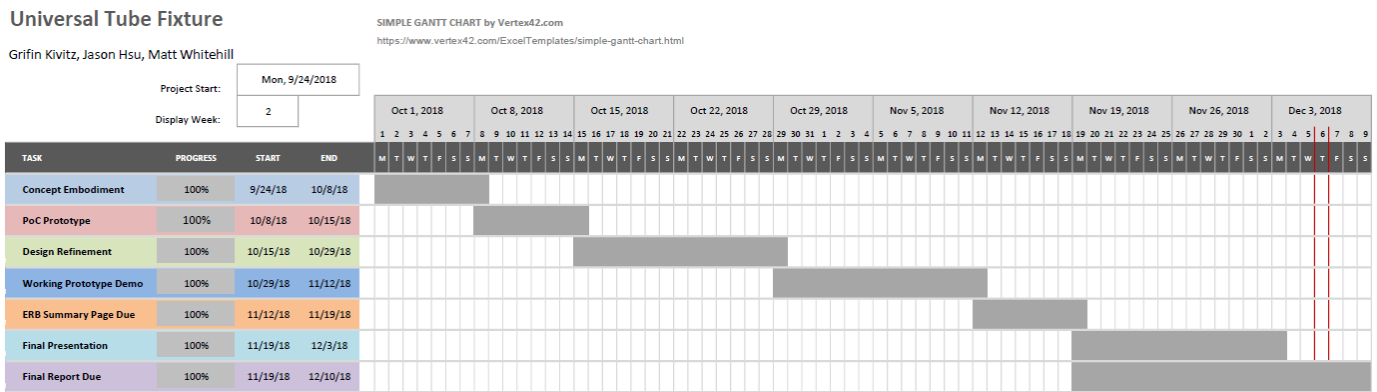 Universal Tube Fixture
SIMPLE GANTT CHART by Vertex42.com
https://www.vertex42.com/ExcelTemplates/simple-gantt-chart.html
Grifin Kivitz, Jason Hsu, Matt Whitehill
Project Start: Mon, 9/24/2018
Display Week: 2
Oct 1, 2018 Oct 8, 2018 Oct 15, 2018 Oct 22, 2018 Oct 29, 2018 Nov 5, 2018 Nov 12, 2018 Nov 19, 2018 Nov 26, 2018 Dec 3, 2018
1 2 3 4 5 6 7 8 9 10 11 12 13 14 15 16 17 18 19 20 21 22 23 24 25 26 27 28 29 30 31 1 2 3 4 5 6 7 8 9 10 11 12 13 14 15 16 17 18 19 20 21 22 23 24 25 26 27 28 29 30 1 2 3 4 5 6 7 8 9
TASK PROGRESS START END M T W T F S S M T W T F S S M T W T F S S M T W T F S S M T W T F S S M T W T F S S M T W T F S S M T W T F S S M T W T F S S M T W T F S S
Concept Embodiment 100% 9/24/18 10/8/18
PoC Prototype 100% 10/8/18 10/15/18
Design Refinement 100% 10/15/18 10/29/18
Working Prototype Demo 100% 10/29/18 11/12/18
ERB Summary Page Due 100% 11/12/18 11/19/18
Final Presentation 100% 11/19/18 12/3/18
Final Report Due 100% 11/19/18 12/10/18